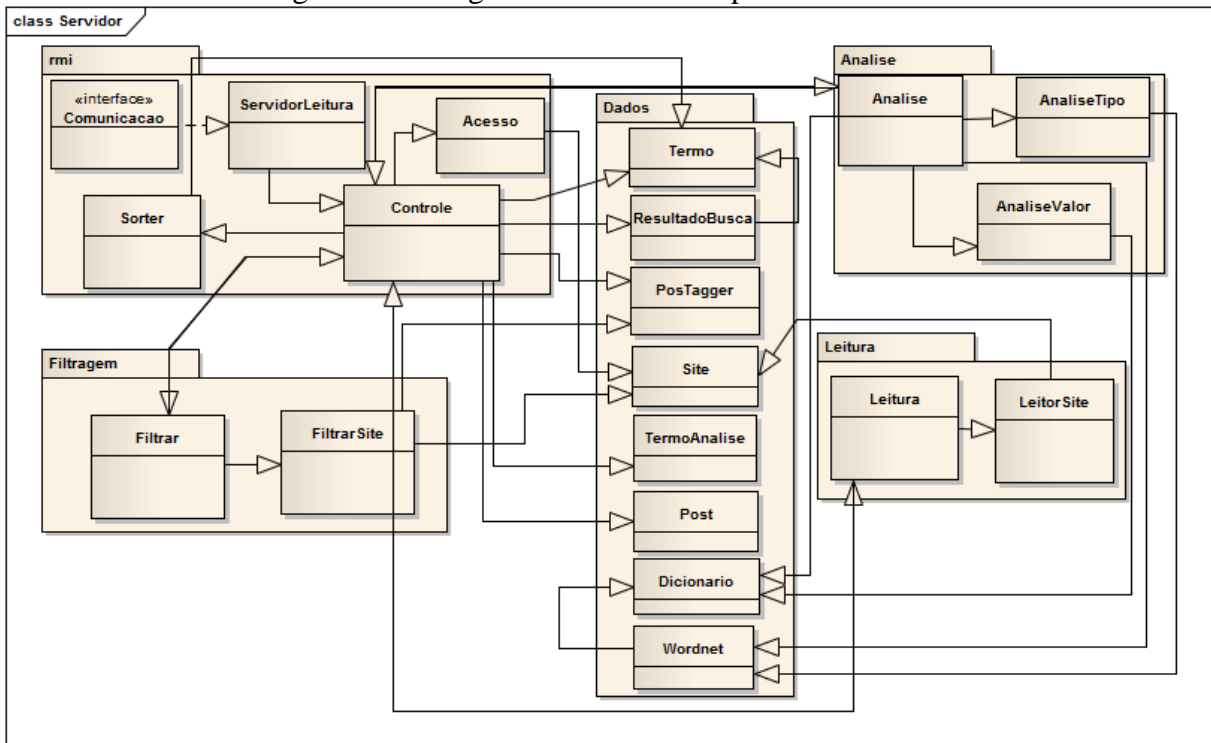 class Servidor
rmi
«interface»
Comunicacao
ServidorLeitura
Acesso
Sorter
Controle
Filtragem
Filtrar
FiltrarSite
Dados
Termo
ResultadoBusca
PosTagger
Site
TermoAnalise
Post
Dicionario
Wordnet
Analise
Analise
AnaliseTipo
AnaliseValor
Leitura
Leitura
LeitorSite